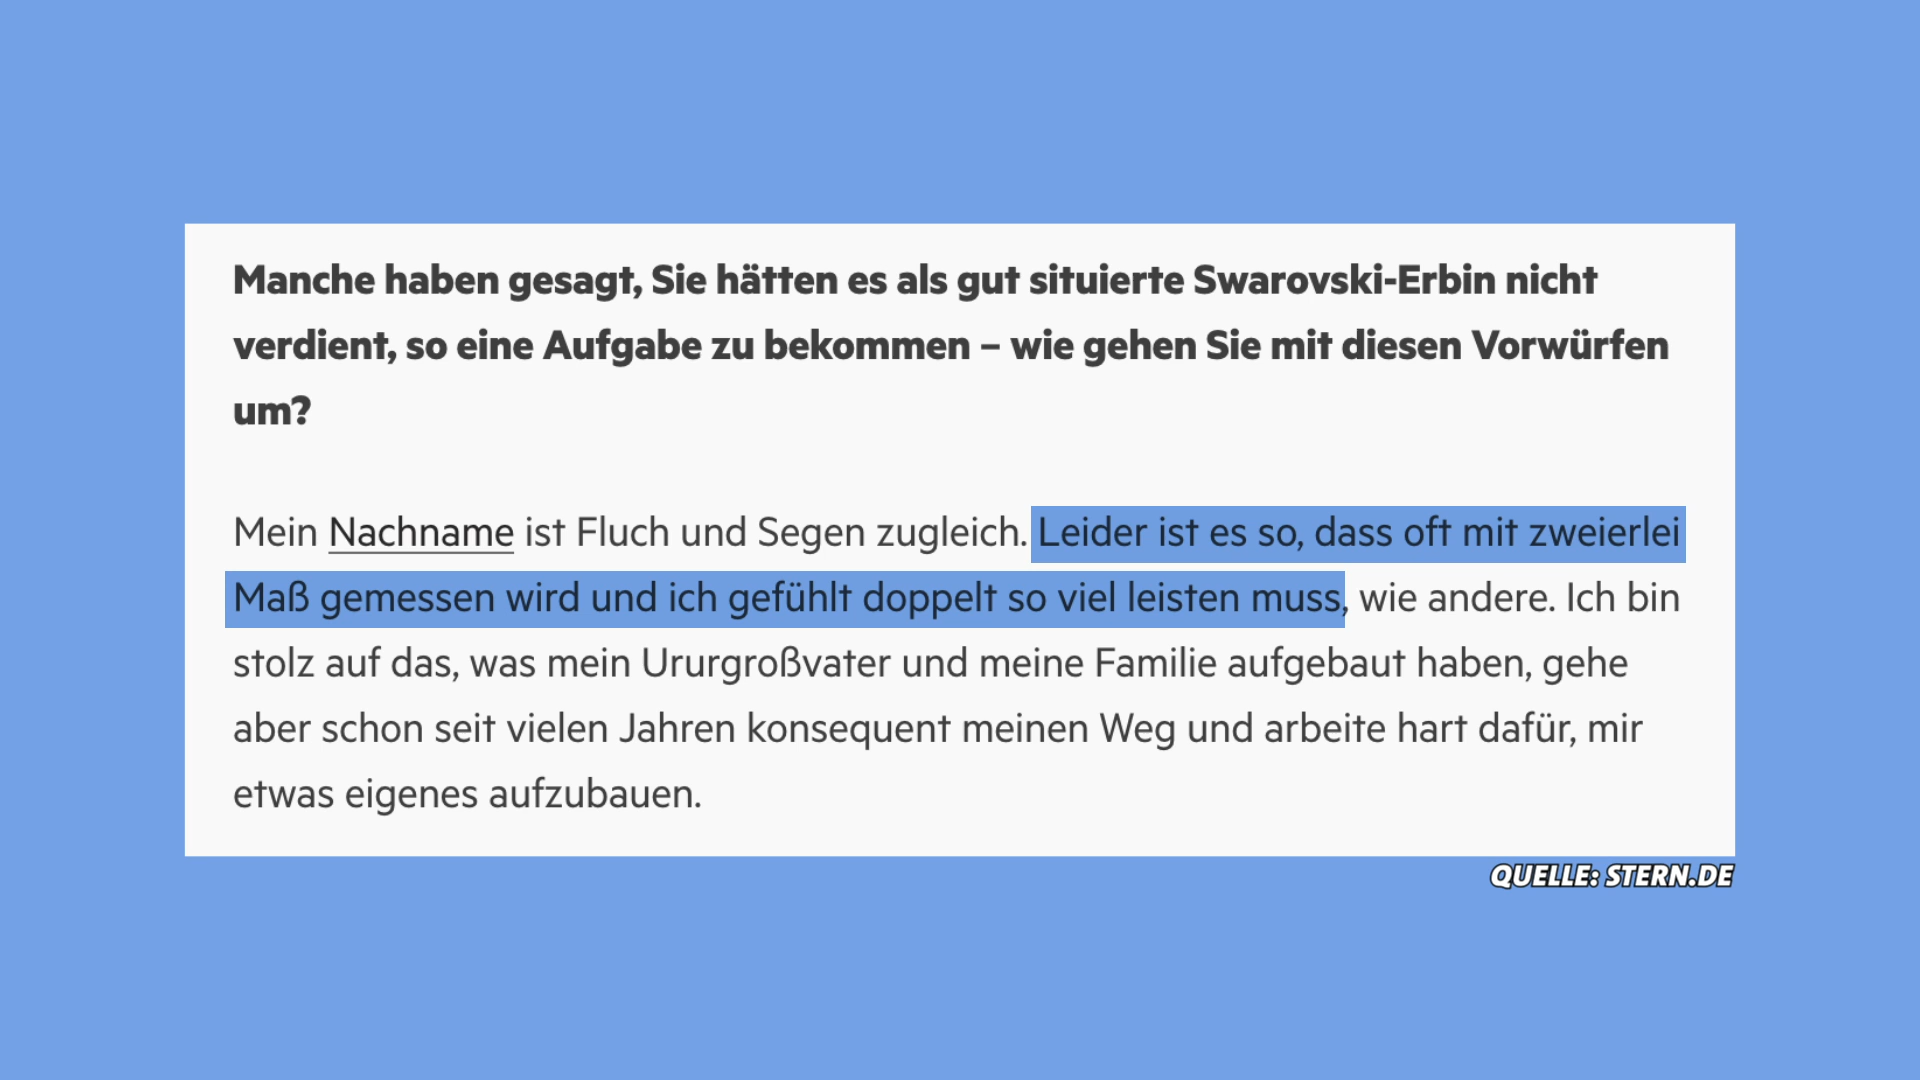 Manche haben gesagt, Sie hätten es als gut situierte Swarovski-Erbin nicht
verdient, so eine Aufgabe zu bekommen – wie gehen Sie mit diesen Vorwürfen
um?
Mein Nachname ist Fluch und Segen zugleich. Leider ist es so, dass oft mit zweierlei
Maß gemessen wird und ich gefühlt doppelt so viel leisten muss, wie andere. Ich bin
stolz auf das, was mein Ururgroßvater und meine Familie aufgebaut haben, gehe
aber schon seit vielen Jahren konsequent meinen Weg und arbeite hart dafür, mir
etwas eigenes aufzubauen.
QUELLE: STERN.DE